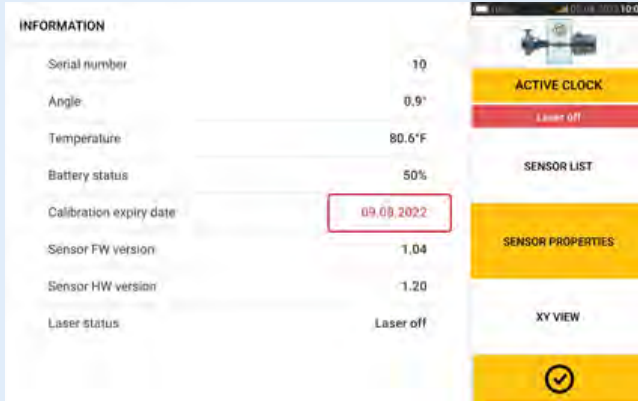 INFORMATION
Serial number 10
Angle 0.9°
Temperature 80.6°F
Battery status 50%
Calibration expiry date 09.08.2022
Sensor FW version 1.04
Sensor HW version 1.20
Laser status Laser off
ACTIVE CLOCK
Laser off
SENSOR LIST
SENSOR PROPERTIES
XY VIEW